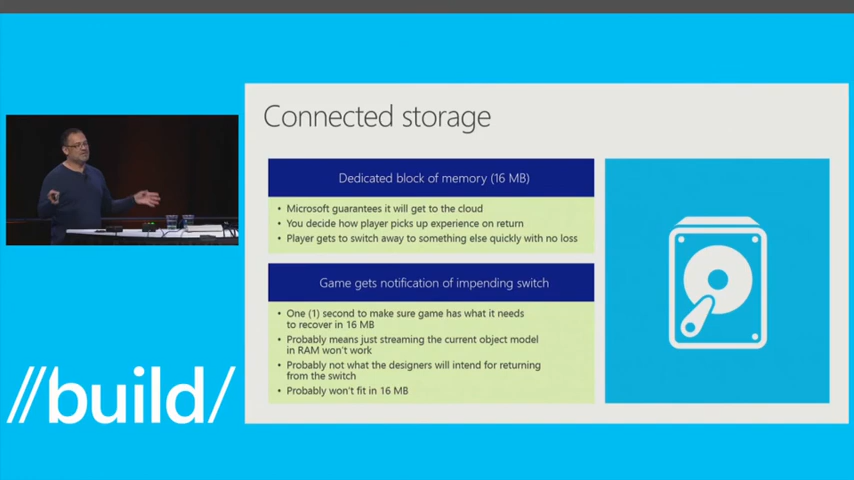 Connected storage
Dedicated block of memory (16 MB)
• Microsoft guarantees it will get to the cloud
• You decide how player picks up experience on return
• Player gets to switch away to something else quickly with no loss
Game gets notification of impending switch
• One (1) second to make sure game has what it needs
to recover in 16 MB
• Probably means just streaming the current object model
in RAM won't work
• Probably not what the designers will intend for returning
from the switch
• Probably won't fit in 16 MB
//build/